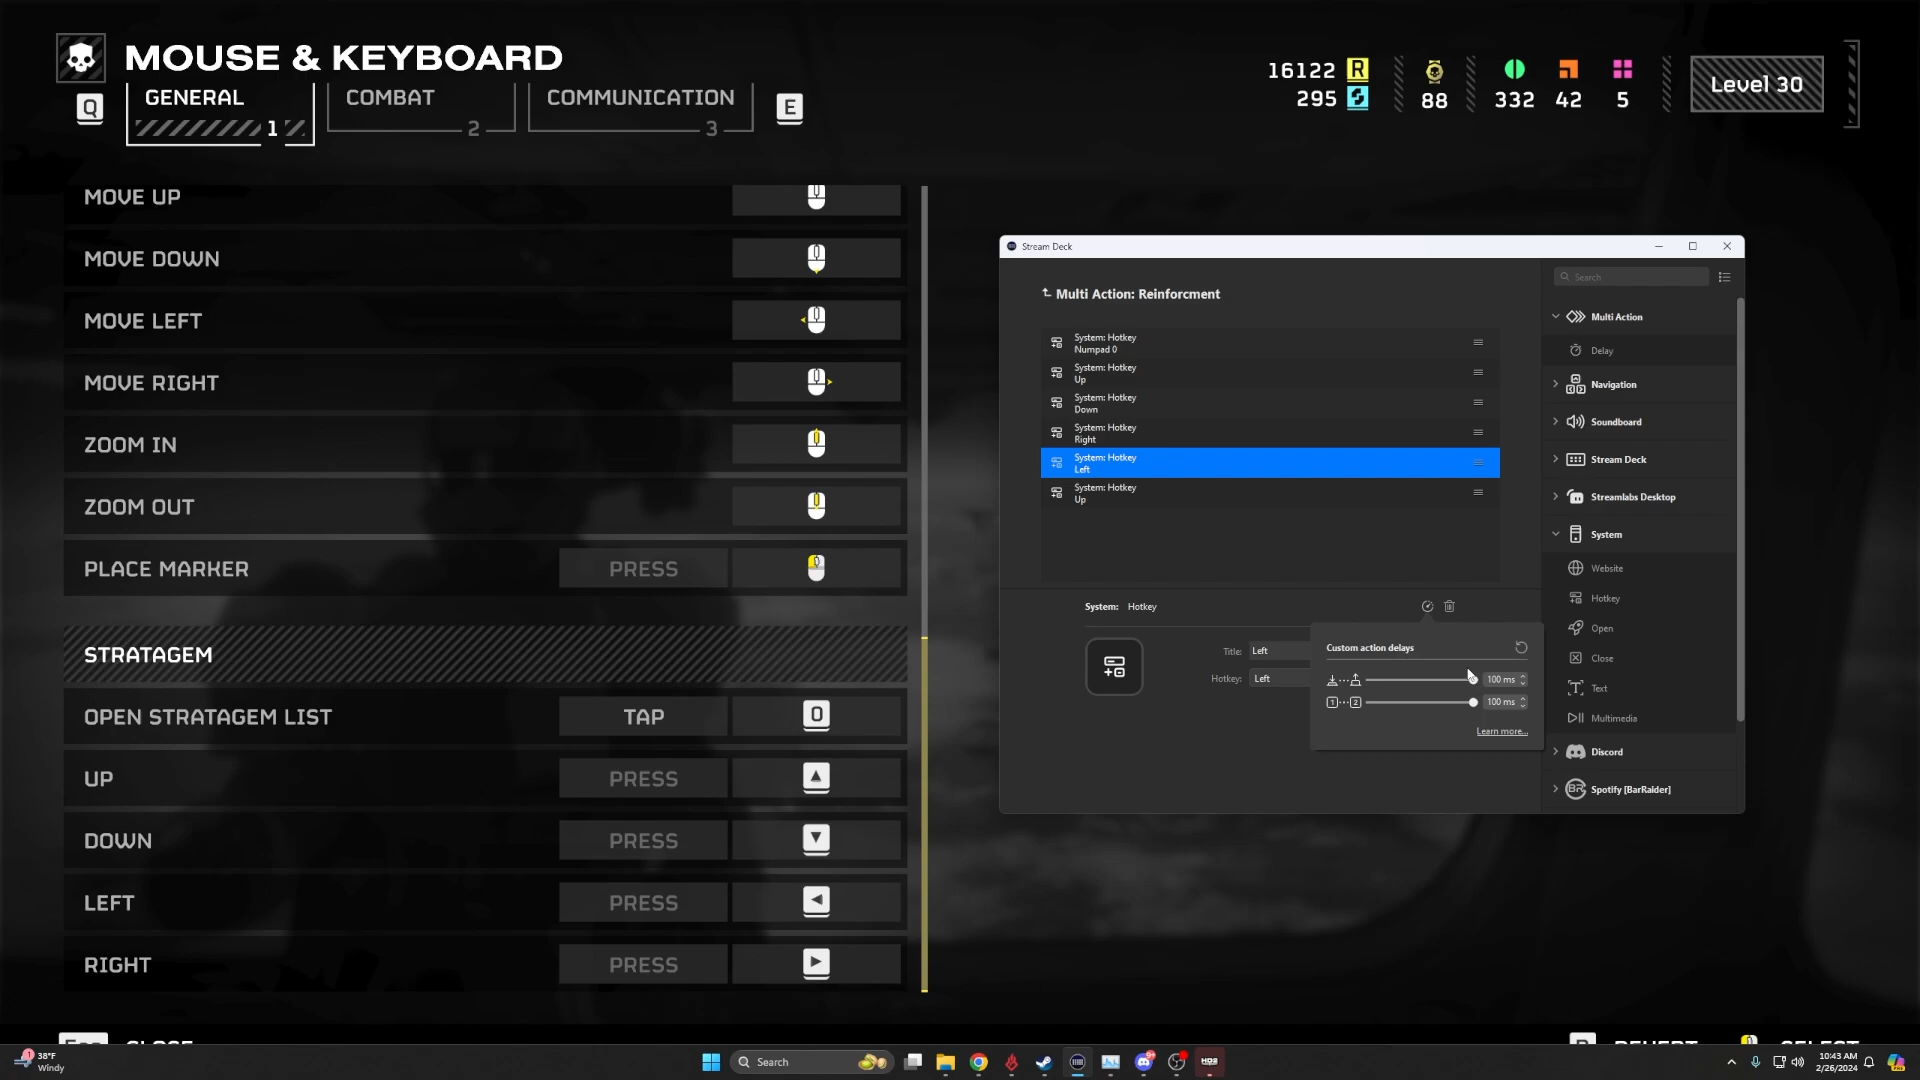 MOUSE & KEYBOARD
Q
GENERAL
1
COMBAT
2
COMMUNICATION
3
E
16122 R
295 S
88
332
42
5
Level 30
MOVE UP
MOVE DOWN
MOVE LEFT
MOVE RIGHT
ZOOM IN
ZOOM OUT
PLACE MARKER PRESS
STRATAGEM
OPEN STRATAGEM LIST TAP 0
UP PRESS
DOWN PRESS
LEFT PRESS
RIGHT PRESS
Stream Deck
Multi Action: Reinforcment
System: Hotkey
Numpad 0
System: Hotkey
Up
System: Hotkey
Down
System: Hotkey
Right
System: Hotkey
Left
System: Hotkey
Up
System: Hotkey
Title: Left
Hotkey: Left
Custom action delays
100 ms
1 2 100 ms
Learn more...
Search
Multi Action
Delay
Navigation
Soundboard
Stream Deck
Streamlabs Desktop
System
Website
Hotkey
Open
Close
Text
Multimedia
Discord
BR Spotify [BarRaider]
1
38°F
Windy
Search
HD2
10:43 AM
2/26/2024